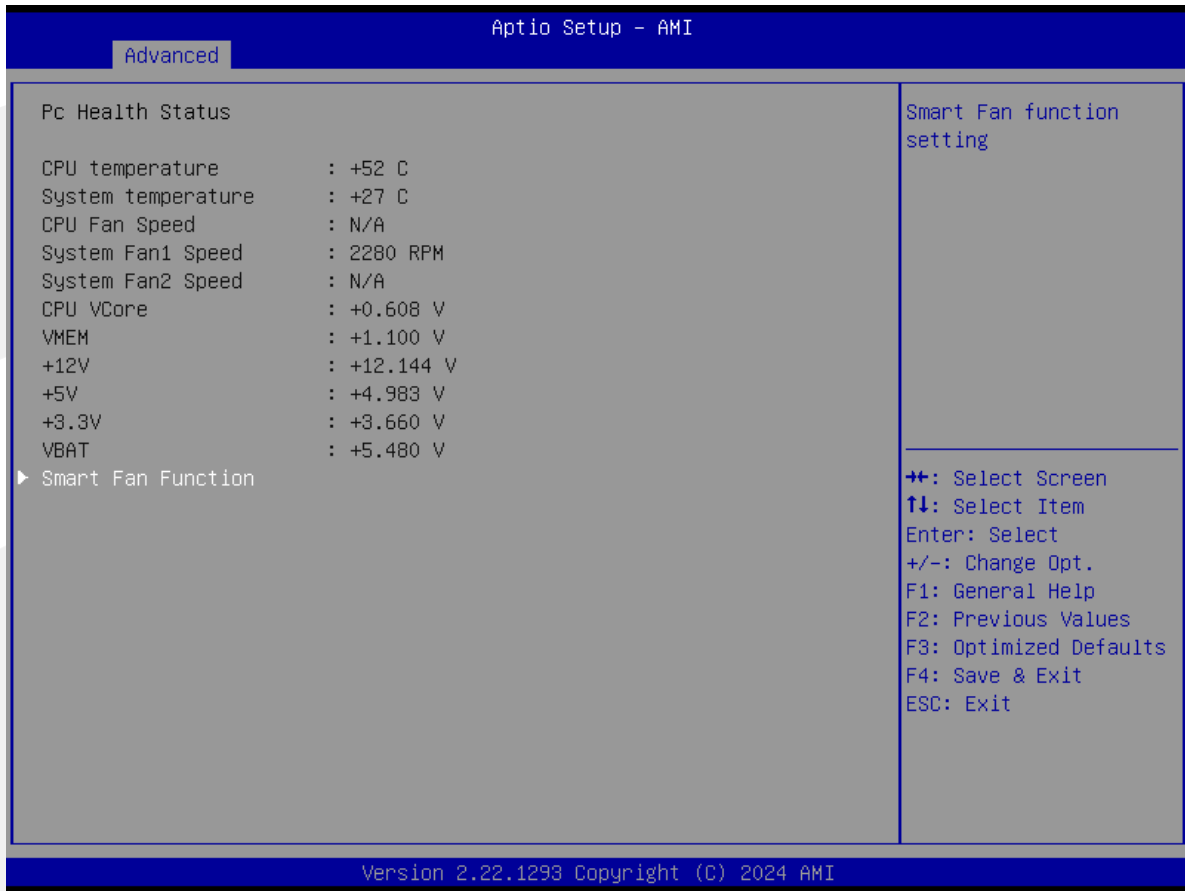 Aptio Setup – AMI
Advanced
Pc Health Status
CPU temperature : +52 C
System temperature : +27 C
CPU Fan Speed : N/A
System Fan1 Speed : 2280 RPM
System Fan2 Speed : N/A
CPU VCore : +0.608 V
VMEM : +1.100 V
+12V : +12.144 V
+5V : +4.983 V
+3.3V : +3.660 V
VBAT : +5.480 V
▶ Smart Fan Function
Smart Fan function
setting
→←: Select Screen
↑↓: Select Item
Enter: Select
+/-: Change Opt.
F1: General Help
F2: Previous Values
F3: Optimized Defaults
F4: Save & Exit
ESC: Exit
Version 2.22.1293 Copyright (C) 2024 AMI